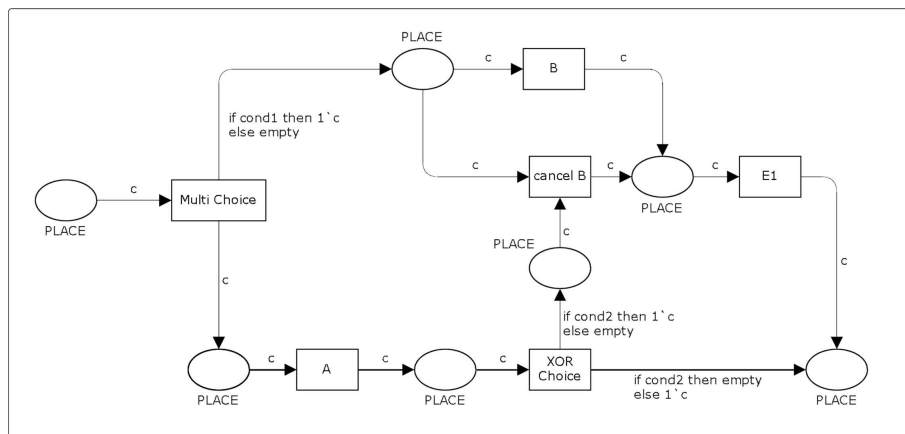 PLACE
c
B
c
if cond1 then 1`c
else empty
c
cancel B
c
c
E1
c
Multi Choice
PLACE
PLACE
c
PLACE
c
c
if cond2 then 1`c
else empty
c
A
c
c
XOR
Choice
if cond2 then empty
else 1`c
PLACE
PLACE
PLACE